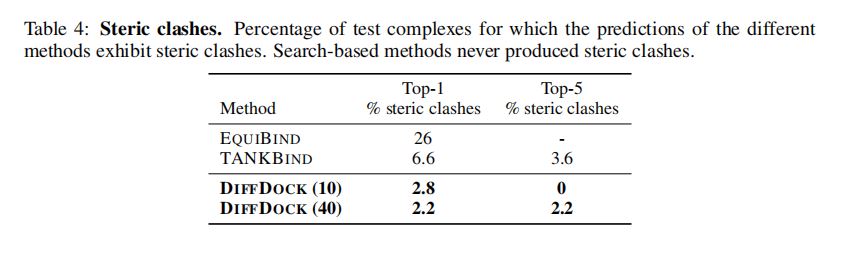 Table 4: Steric clashes. Percentage of test complexes for which the predictions of the different
methods exhibit steric clashes. Search-based methods never produced steric clashes.
Top-1 Top-5
Method % steric clashes % steric clashes
EQUIBIND 26 -
TANKBIND 6.6 3.6
DIFFDOCK (10) 2.8 0
DIFFDOCK (40) 2.2 2.2